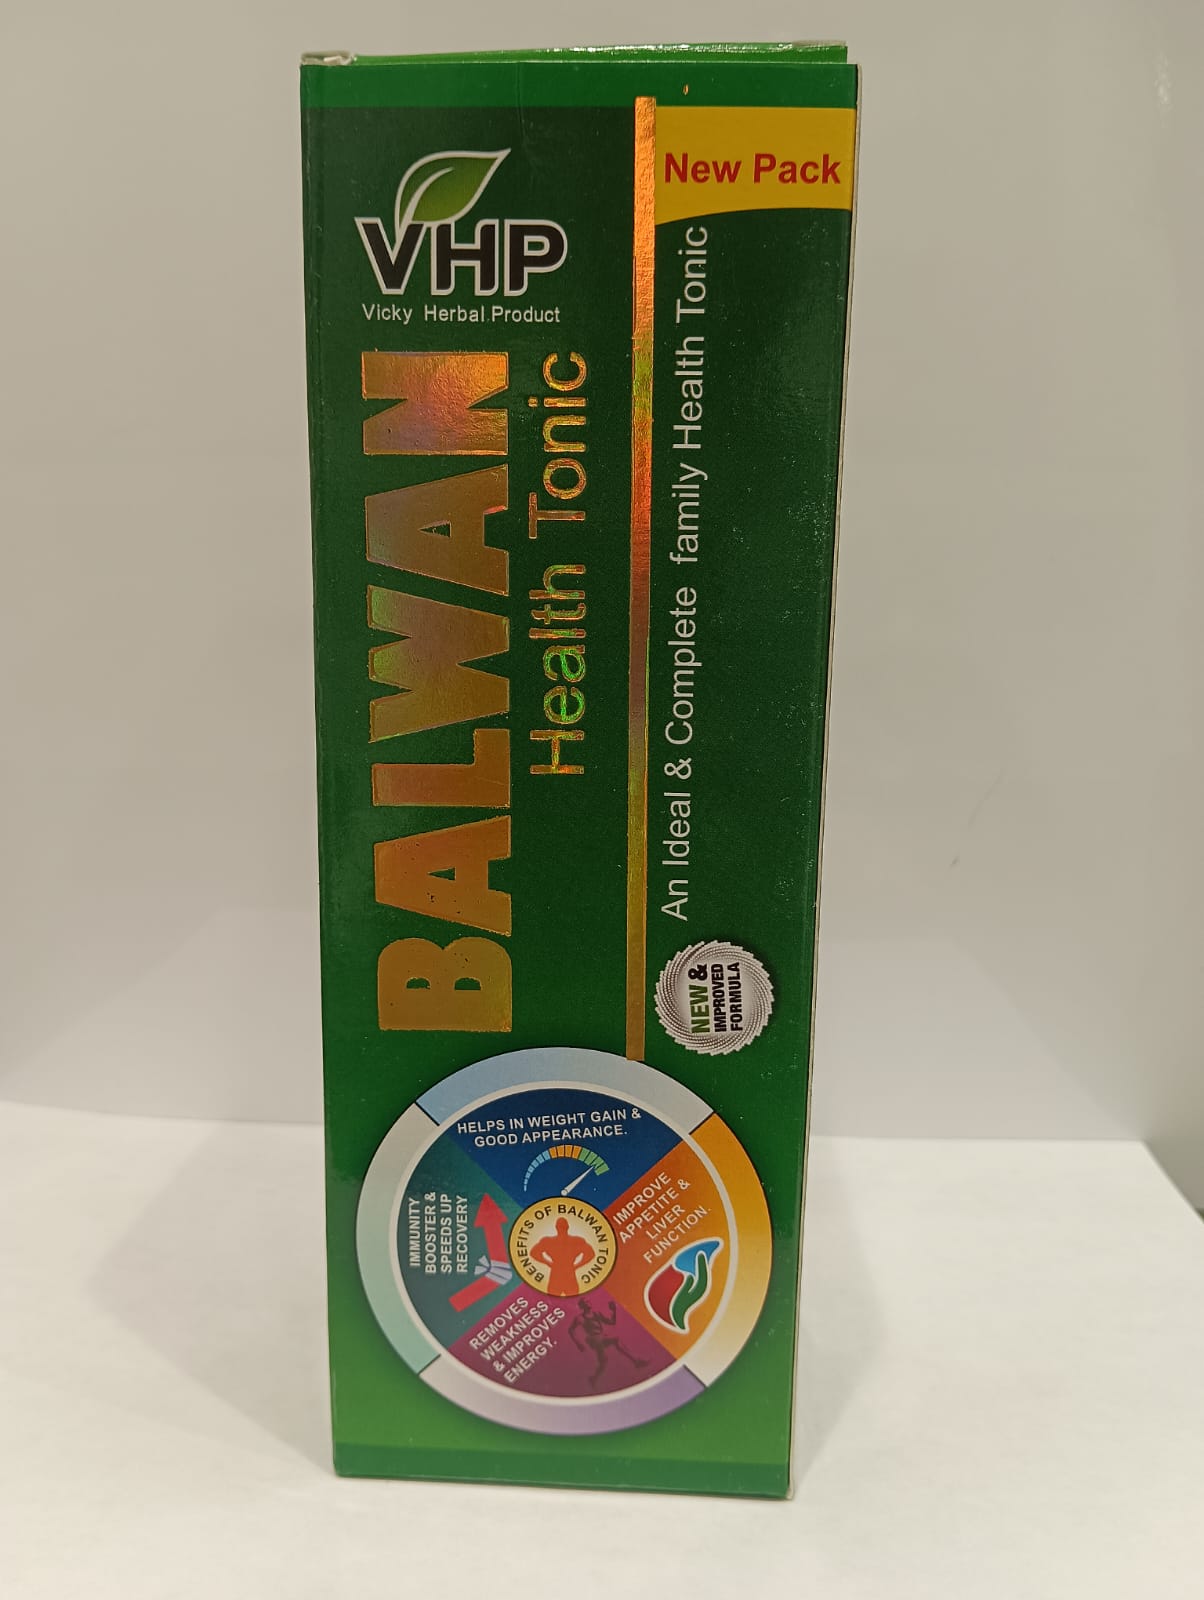 New Pack
VHP
Vicky Herbal Product
BALWAN
Health Tonic
An Ideal & Complete family Health Tonic
NEW &
IMPROVED
FORMULA
HELPS IN WEIGHT GAIN &
GOOD APPEARANCE.
IMPROVE
APPETITE &
LIVER
FUNCTION.
IMMUNITY
BOOSTER &
SPEEDS UP
RECOVERY
BENEFITS OF BALWAN TONIC
REMOVES
WEAKNESS
& IMPROVES
ENERGY.